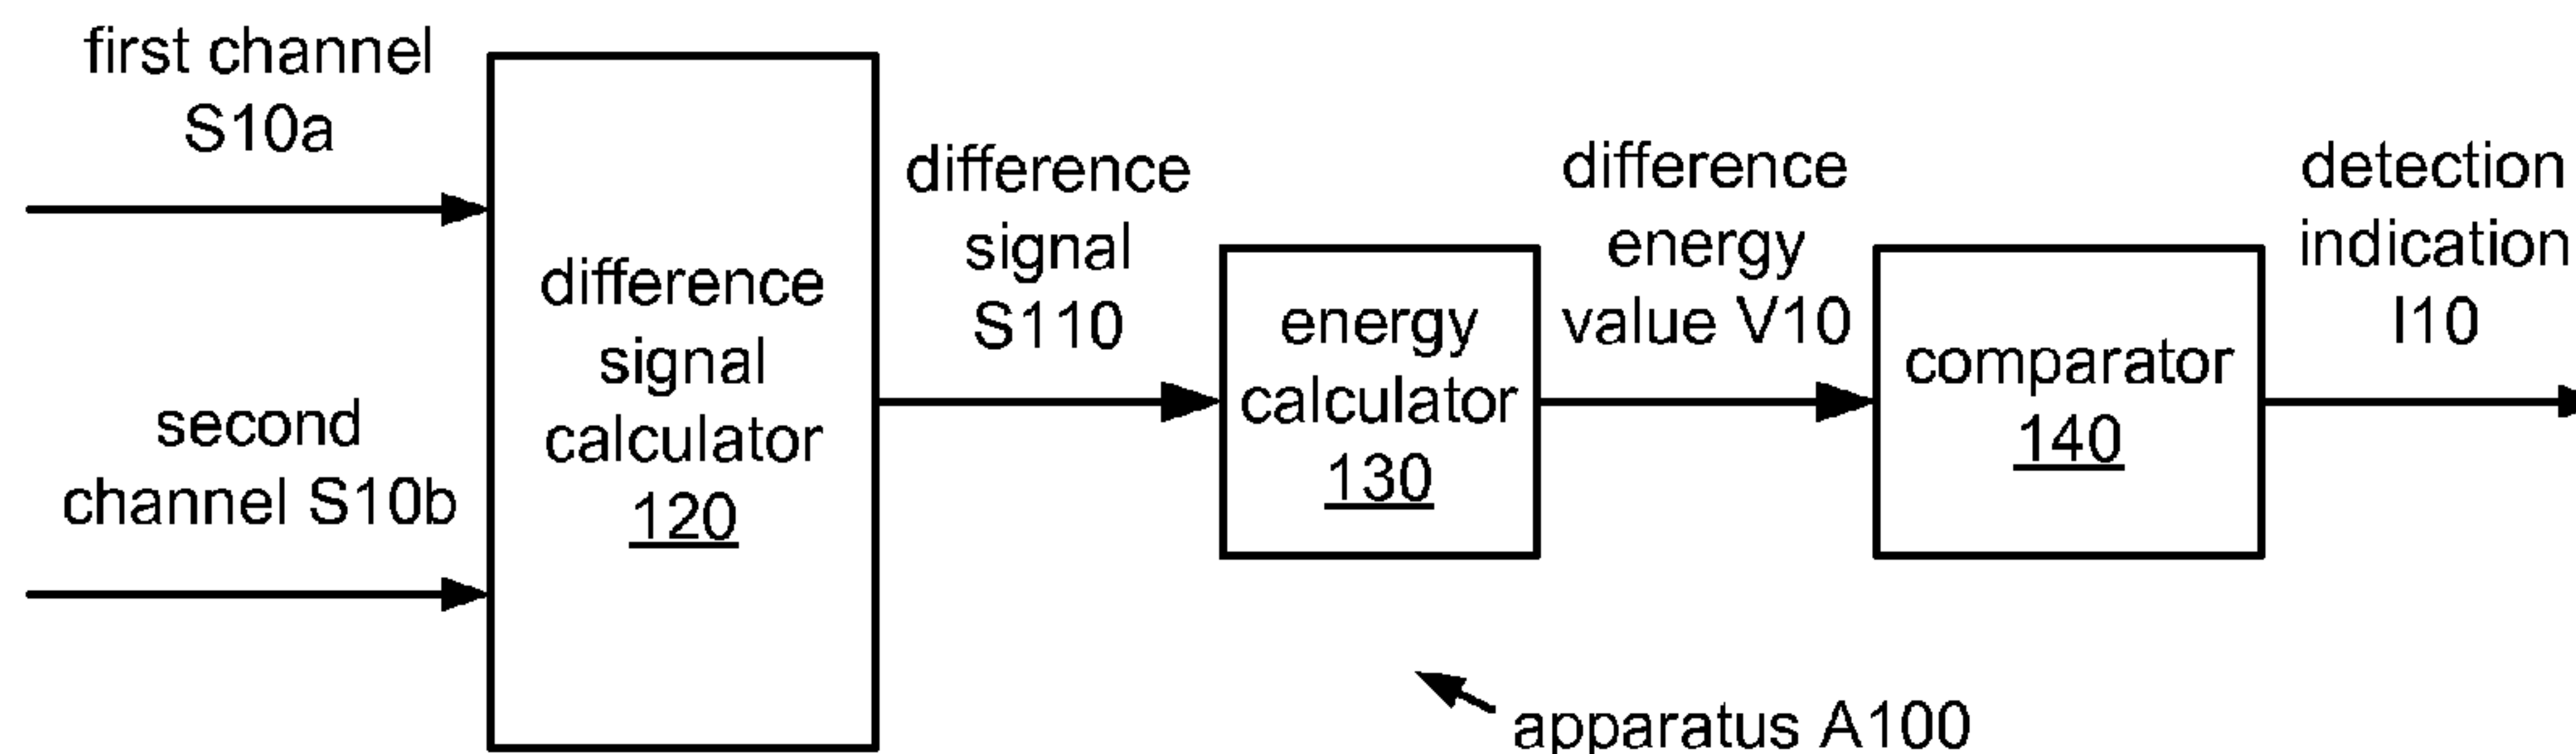 first channel
S10a
second
channel S10b
difference
signal
calculator
120
difference
signal
S110
energy
calculator
130
difference
energy
value V10
comparator
140
detection
indication
I10
apparatus A100